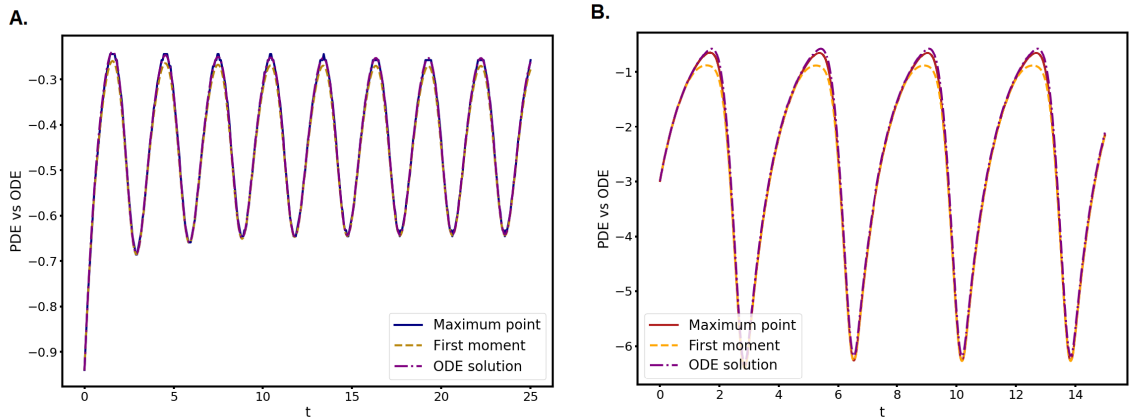 A.
PDE vs ODE
−0.3
−0.4
−0.5
−0.6
−0.7
−0.8
−0.9
Maximum point
First moment
ODE solution
0 5 10 15 20 25
t
B.
PDE vs ODE
−1
−2
−3
−4
−5
−6
Maximum point
First moment
ODE solution
0 2 4 6 8 10 12 14
t